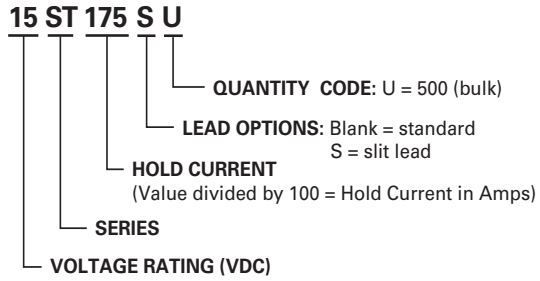 15 ST 175 S U
QUANTITY CODE: U = 500 (bulk)
LEAD OPTIONS: Blank = standard
S = slit lead
HOLD CURRENT
(Value divided by 100 = Hold Current in Amps)
SERIES
VOLTAGE RATING (VDC)